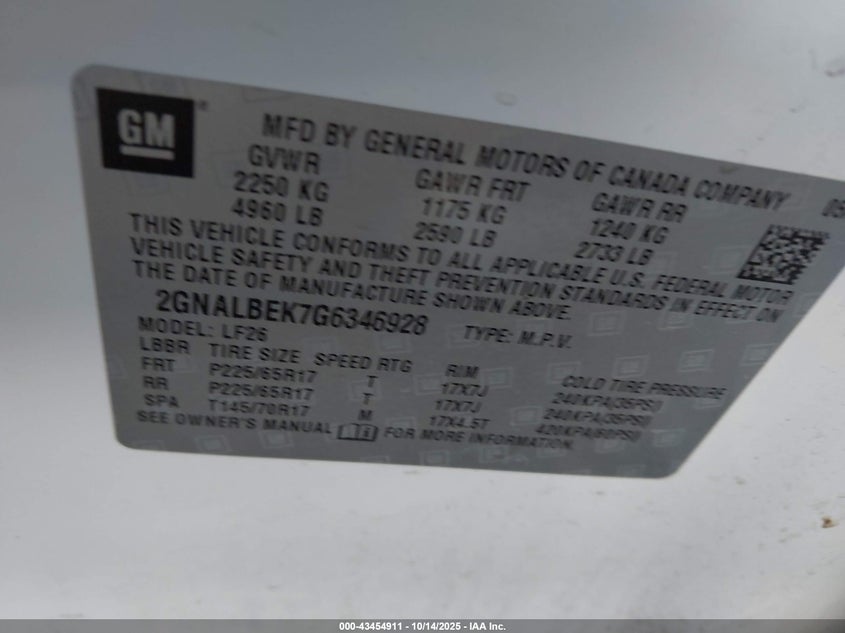 GM ®
MFD BY GENERAL MOTORS OF CANADA COMPANY
GVWR GAWR FRT GAWR RR
2250 KG 1175 KG 1240 KG
4960 LB 2590 LB 2733 LB
THIS VEHICLE CONFORMS TO ALL APPLICABLE U.S. FEDERAL MOTOR
VEHICLE SAFETY AND THEFT PREVENTION STANDARDS IN EFFECT ON
THE DATE OF MANUFACTURE SHOWN ABOVE.
2GNALBEK7G6346928 TYPE: M.P.V.
MODEL: LF26
LBBR TIRE SIZE SPEED RTG RIM COLD TIRE PRESSURE
FRT P225/65R17 T 17X7J 240KPA(35PSI)
RR P225/65R17 T 17X7J 240KPA(35PSI)
SPA T145/70R17 M 17X4.5T 420KPA(60PSI)
SEE OWNER'S MANUAL FOR MORE INFORMATION.
000-43454911 - 10/14/2025 - IAA Inc.